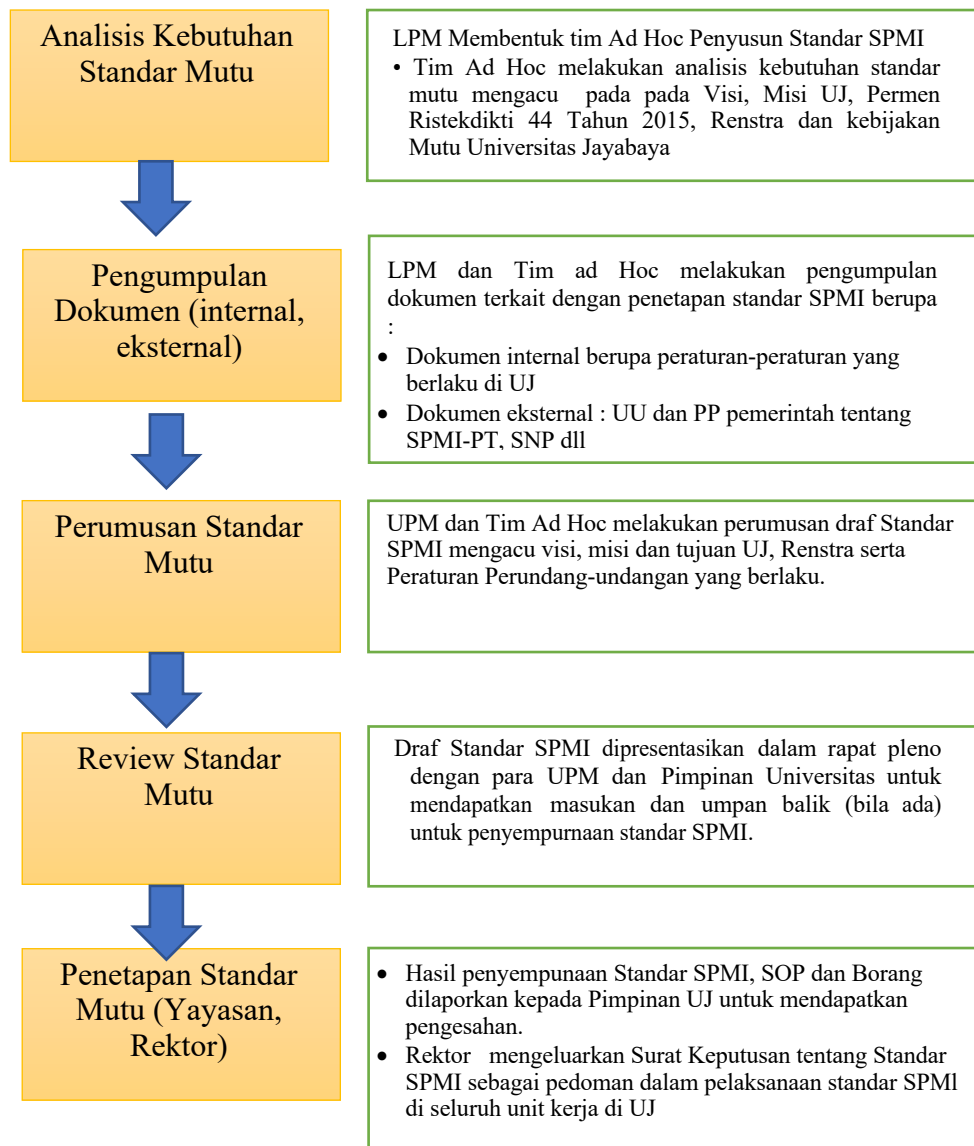 Analisis Kebutuhan
Standar Mutu
LPM Membentuk tim Ad Hoc Penyusun Standar SPMI
• Tim Ad Hoc melakukan analisis kebutuhan standar
mutu mengacu pada pada Visi, Misi UJ, Permen
Ristekdikti 44 Tahun 2015, Renstra dan kebijakan
Mutu Universitas Jayabaya
Pengumpulan
Dokumen (internal,
eksternal)
LPM dan Tim ad Hoc melakukan pengumpulan
dokumen terkait dengan penetapan standar SPMI berupa
:
• Dokumen internal berupa peraturan-peraturan yang
berlaku di UJ
• Dokumen eksternal : UU dan PP pemerintah tentang
SPMI-PT, SNP dll
Perumusan Standar
Mutu
UPM dan Tim Ad Hoc melakukan perumusan draf Standar
SPMI mengacu visi, misi dan tujuan UJ, Renstra serta
Peraturan Perundang-undangan yang berlaku.
Review Standar
Mutu
Draf Standar SPMI dipresentasikan dalam rapat pleno
dengan para UPM dan Pimpinan Universitas untuk
mendapatkan masukan dan umpan balik (bila ada)
untuk penyempurnaan standar SPMI.
Penetapan Standar
Mutu (Yayasan,
Rektor)
• Hasil penyempunaan Standar SPMI, SOP dan Borang
dilaporkan kepada Pimpinan UJ untuk mendapatkan
pengesahan.
• Rektor mengeluarkan Surat Keputusan tentang Standar
SPMI sebagai pedoman dalam pelaksanaan standar SPMl
di seluruh unit kerja di UJ